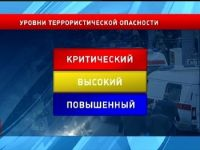 УРОВНИ ТЕРРОРИСТИЧЕСКОЙ ОПАСНОСТИ
КРИТИЧЕСКИЙ
ВЫСОКИЙ
ПОВЫШЕННЫЙ